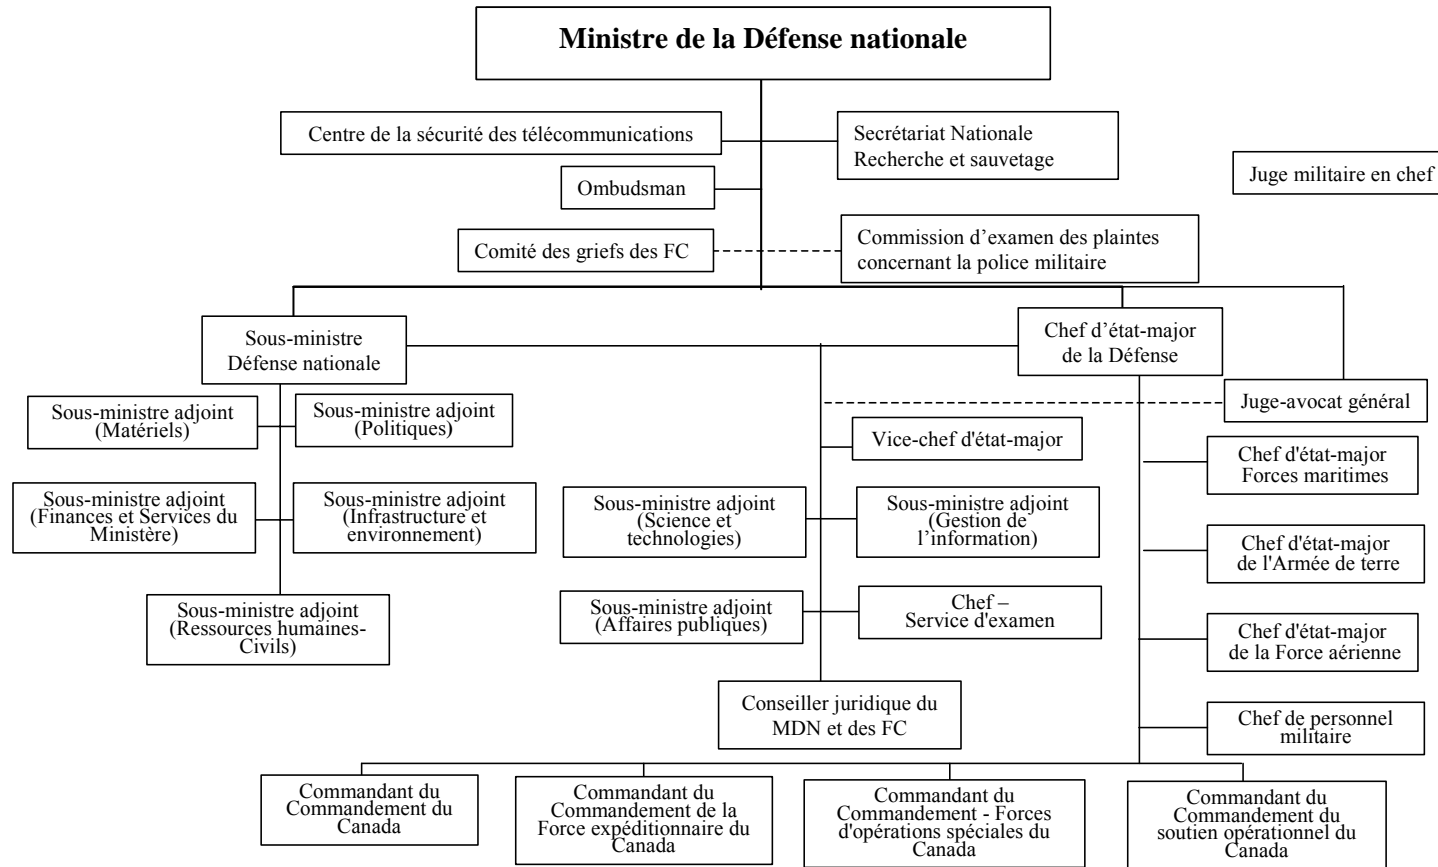 Ministre de la Défense nationale
Centre de la sécurité des télécommunications
Secrétariat Nationale
Recherche et sauvetage
Juge militaire en chef
Ombudsman
Comité des griefs des FC
Commission d’examen des plaintes
concernant la police militaire
Sous-ministre
Défense nationale
Chef d’état-major
de la Défense
Sous-ministre adjoint
(Matériels)
Sous-ministre adjoint
(Politiques)
Juge-avocat général
Vice-chef d'état-major
Chef d'état-major
Forces maritimes
Sous-ministre adjoint
(Finances et Services du
Ministère)
Sous-ministre adjoint
(Infrastructure et
environnement)
Sous-ministre adjoint
(Science et
technologies)
Sous-ministre adjoint
(Gestion de
l’information)
Chef d'état-major
de l'Armée de terre
Sous-ministre adjoint
(Ressources humaines-
Civils)
Sous-ministre adjoint
(Affaires publiques)
Chef –
Service d'examen
Chef d'état-major
de la Force aérienne
Conseiller juridique du
MDN et des FC
Chef de personnel
militaire
Commandant du
Commandement du
Canada
Commandant du
Commandement de la
Force expéditionnaire du
Canada
Commandant du
Commandement - Forces
d'opérations spéciales du
Canada
Commandant du
Commandement du
soutien opérationnel du
Canada